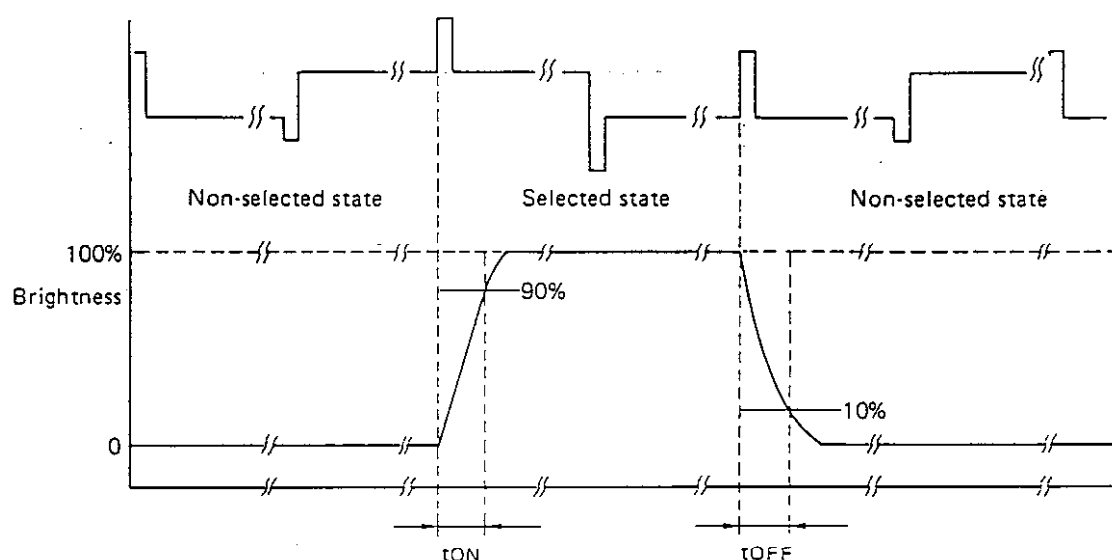 Non-selected state
Selected state
Non-selected state
100%
Brightness
90%
10%
0
tON
tOFF